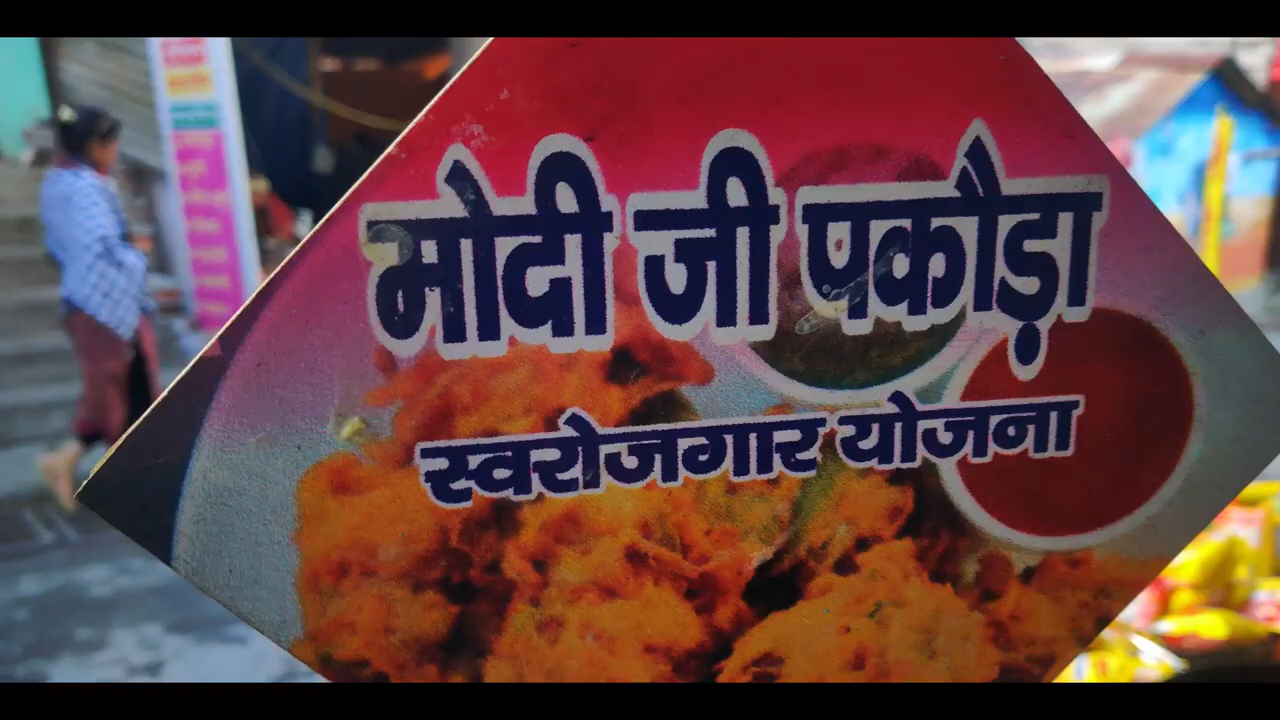 मोदी जी पकौड़ा
स्वरोजगार योजना